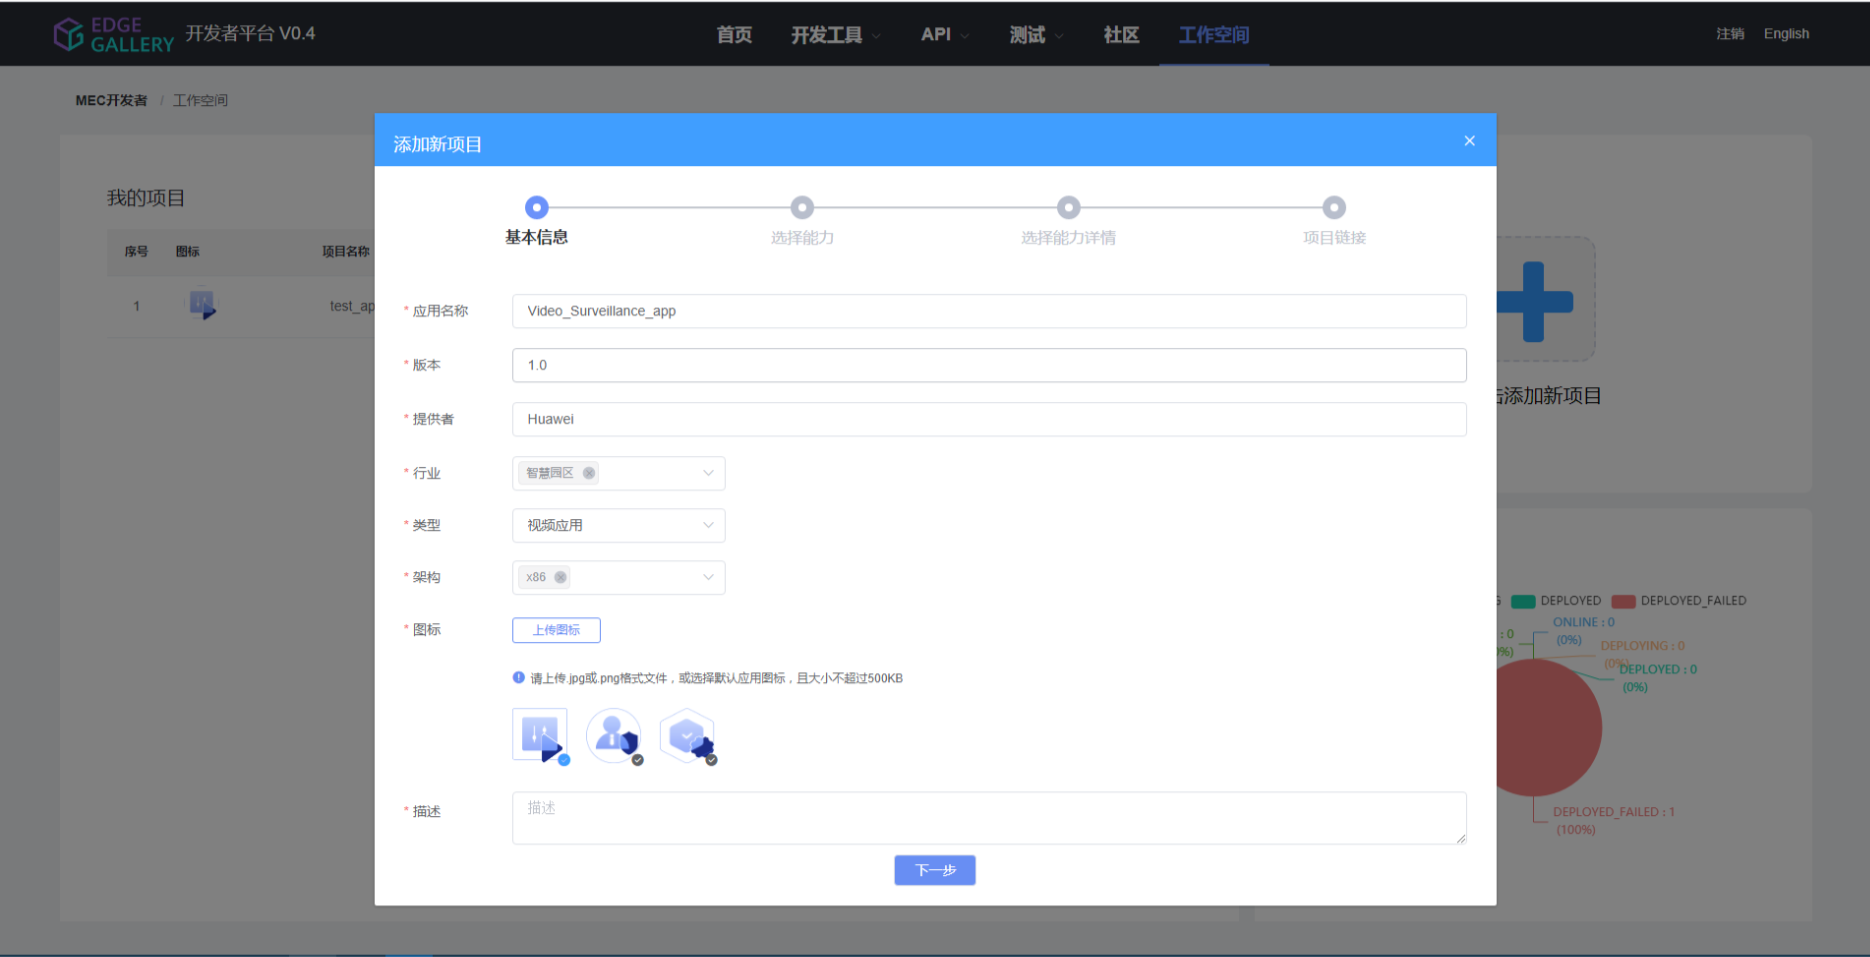 EDGE
GALLERY
开发者平台 V0.4
首页
开发工具
API
测试
社区
工作空间
注销
English
MEC开发者 / 工作空间
添加新项目
我的项目
基本信息
选择能力
选择能力详情
项目链接
序号
图标
项目名称
1
test_ap
* 应用名称
Video_Surveillance_app
* 版本
1.0
* 提供者
Huawei
* 行业
智慧园区
* 类型
视频应用
* 架构
x86
* 图标
上传图标
请上传.jpg或.png格式文件，或选择默认应用图标，且大小不超过500KB
* 描述
描述
下一步
添加新项目
DEPLOYED
DEPLOYED_FAILED
ONLINE : 0
(0%)
: 0
DEPLOYING : 0
DEPLOYED : 0
(0%)
DEPLOYED_FAILED : 1
(100%)